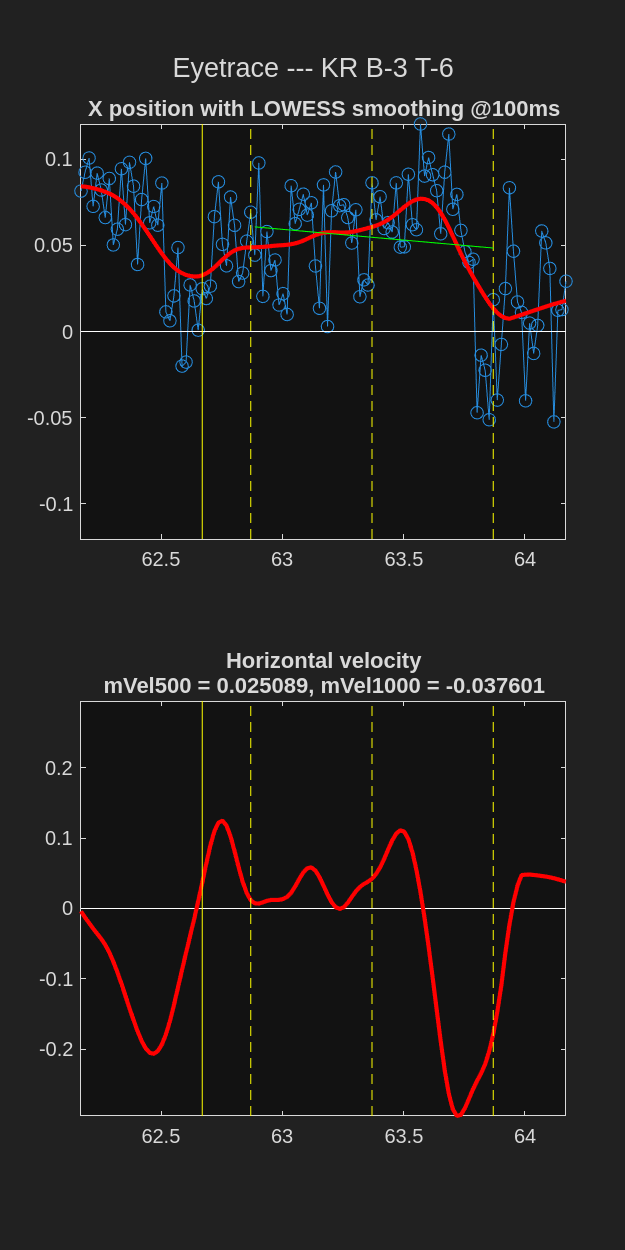 Eyetrace --- KR B-3 T-6
X position with LOWESS smoothing @100ms
0.1
0.05
0
-0.05
-0.1
62.5 63 63.5 64
Horizontal velocity
mVel500 = 0.025089, mVel1000 = -0.037601
0.2
0.1
0
-0.1
-0.2
62.5 63 63.5 64